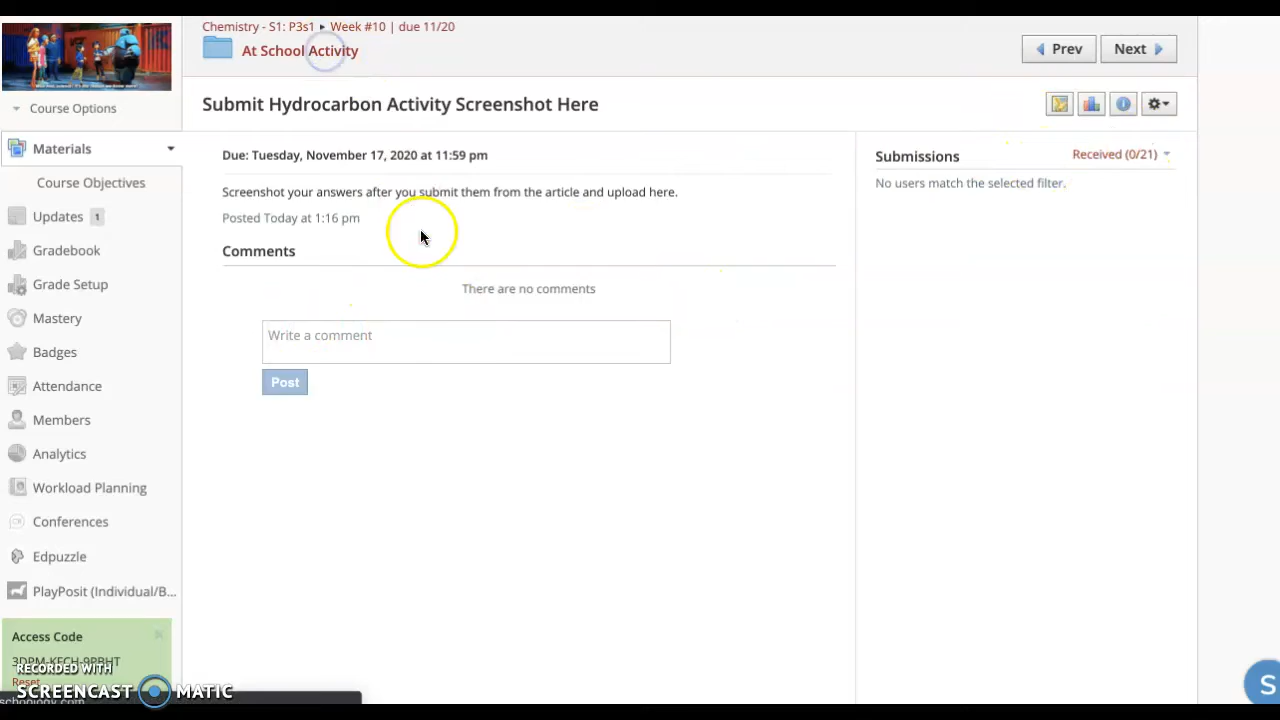 Chemistry - S1: P3s1 ▸ Week #10 | due 11/20
At School Activity
Prev
Next
Course Options
Submit Hydrocarbon Activity Screenshot Here
Materials
Due: Tuesday, November 17, 2020 at 11:59 pm
Submissions
Received (0/21)
Course Objectives
Screenshot your answers after you submit them from the article and upload here.
No users match the selected filter.
Updates 1
Posted Today at 1:16 pm
Gradebook
Comments
Grade Setup
There are no comments
Mastery
Write a comment
Badges
Post
Attendance
Members
Analytics
Workload Planning
Conferences
Edpuzzle
PlayPosit (Individual/B...
Access Code
RECORDED WITH
Reset
SCREENCAST MATIC
S